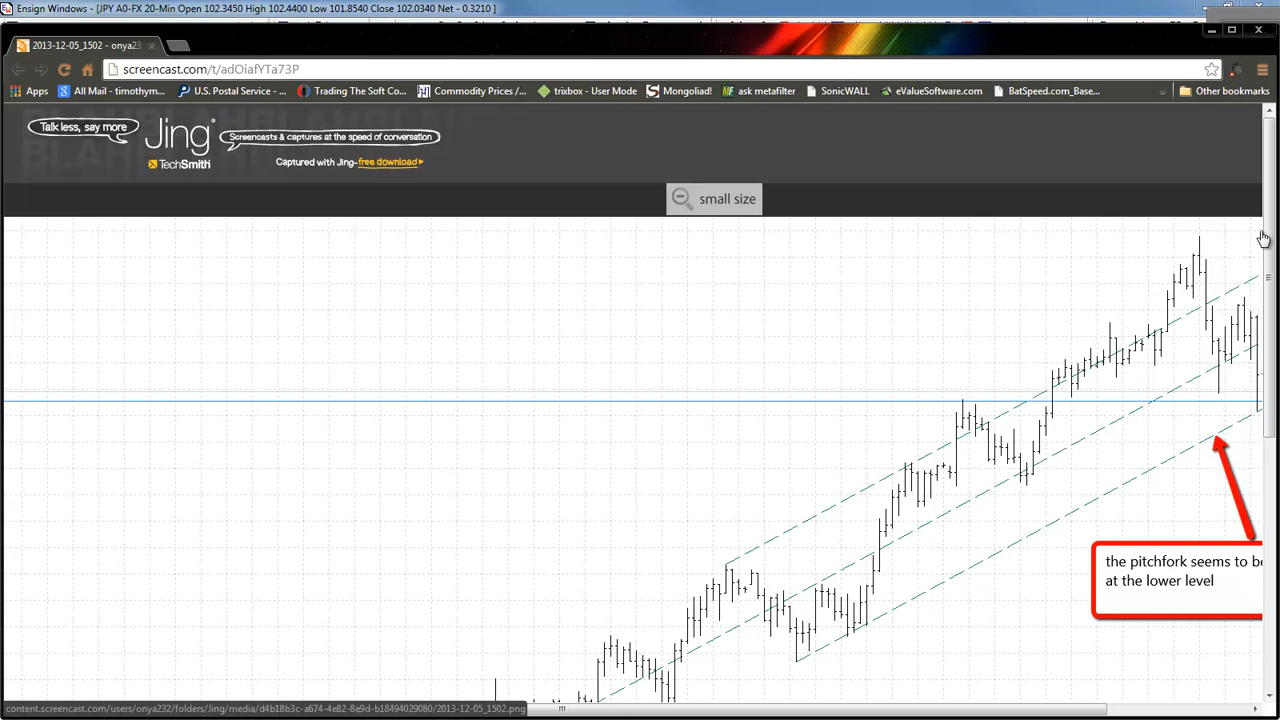 Ensign Windows - [JPY A0-FX 20-Min Open 102.3450 High 102.4400 Low 101.8540 Close 102.0340 Net - 0.3210 ]
2013-12-05_1502 - onya23
screencast.com/t/adOiafYTa73P
Apps
All Mail - timothym...
U.S. Postal Service - ...
Trading The Soft Co...
Commodity Prices /...
trixbox - User Mode
Mongoliad!
ask metafilter
SonicWALL
eValueSoftware.com
BatSpeed.com_Base...
Other bookmarks
Talk less, say more
Jing
Screencasts & captures at the speed of conversation
TechSmith
Captured with Jing-free download
small size
the pitchfork seems to be
at the lower level
content.screencast.com/users/onya232/folders/Jing/media/d4b18b3c-a674-4e82-8e9d-b18494029080/2013-12-05_1502.png